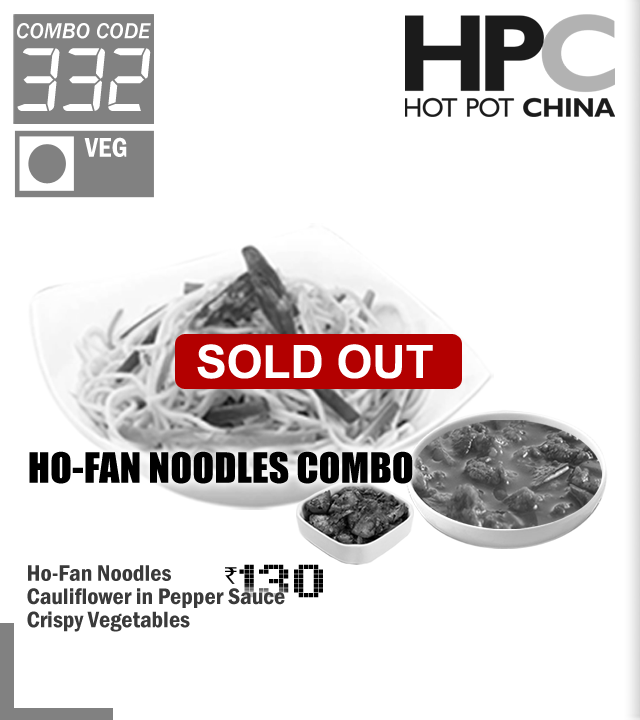 COMBO CODE
332
VEG
HPC
HOT POT CHINA
SOLD OUT
HO-FAN NOODLES COMBO
₹130
Ho-Fan Noodles
Cauliflower in Pepper Sauce
Crispy Vegetables